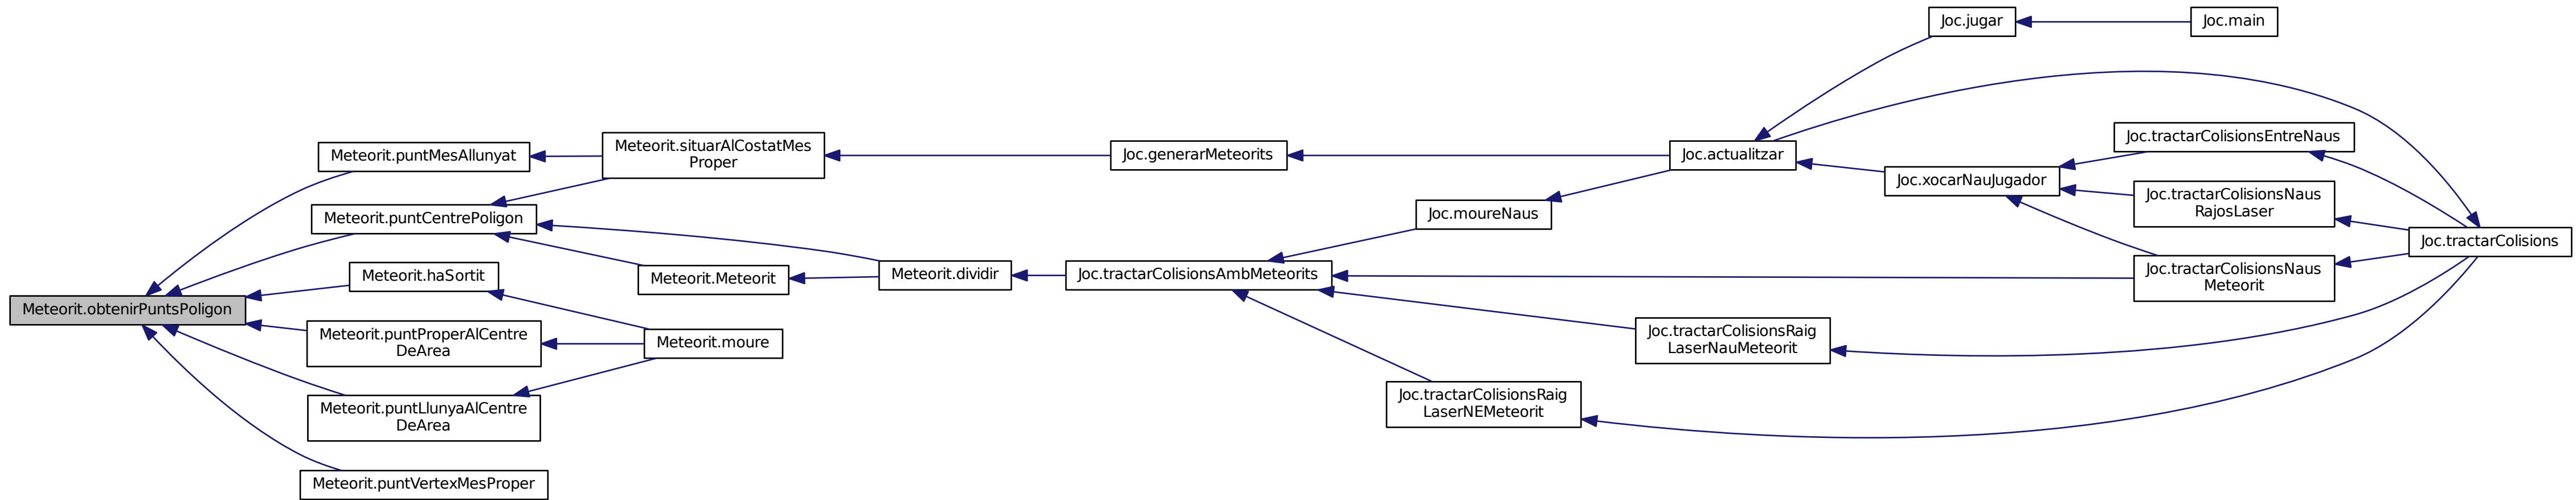 Joc.jugar
Joc.main
Joc.tractarColisionsEntreNaus
Meteorit.situarAlCostatMes
Proper
Meteorit.puntMesAllunyat
Joc.generarMeteorits
Joc.actualitzar
Joc.xocarNauJugador
Joc.tractarColisionsNaus
RajosLaser
Meteorit.puntCentrePoligon
Joc.moureNaus
Joc.tractarColisions
Meteorit.haSortit
Meteorit.Meteorit
Meteorit.dividir
Joc.tractarColisionsAmbMeteorits
Joc.tractarColisionsNaus
Meteorit
Meteorit.obtenirPuntsPoligon
Meteorit.puntProperAlCentre
DeArea
Meteorit.moure
Joc.tractarColisionsRaig
LaserNauMeteorit
Meteorit.puntLlunyaAlCentre
DeArea
Joc.tractarColisionsRaig
LaserNEMeteorit
Meteorit.puntVertexMesProper